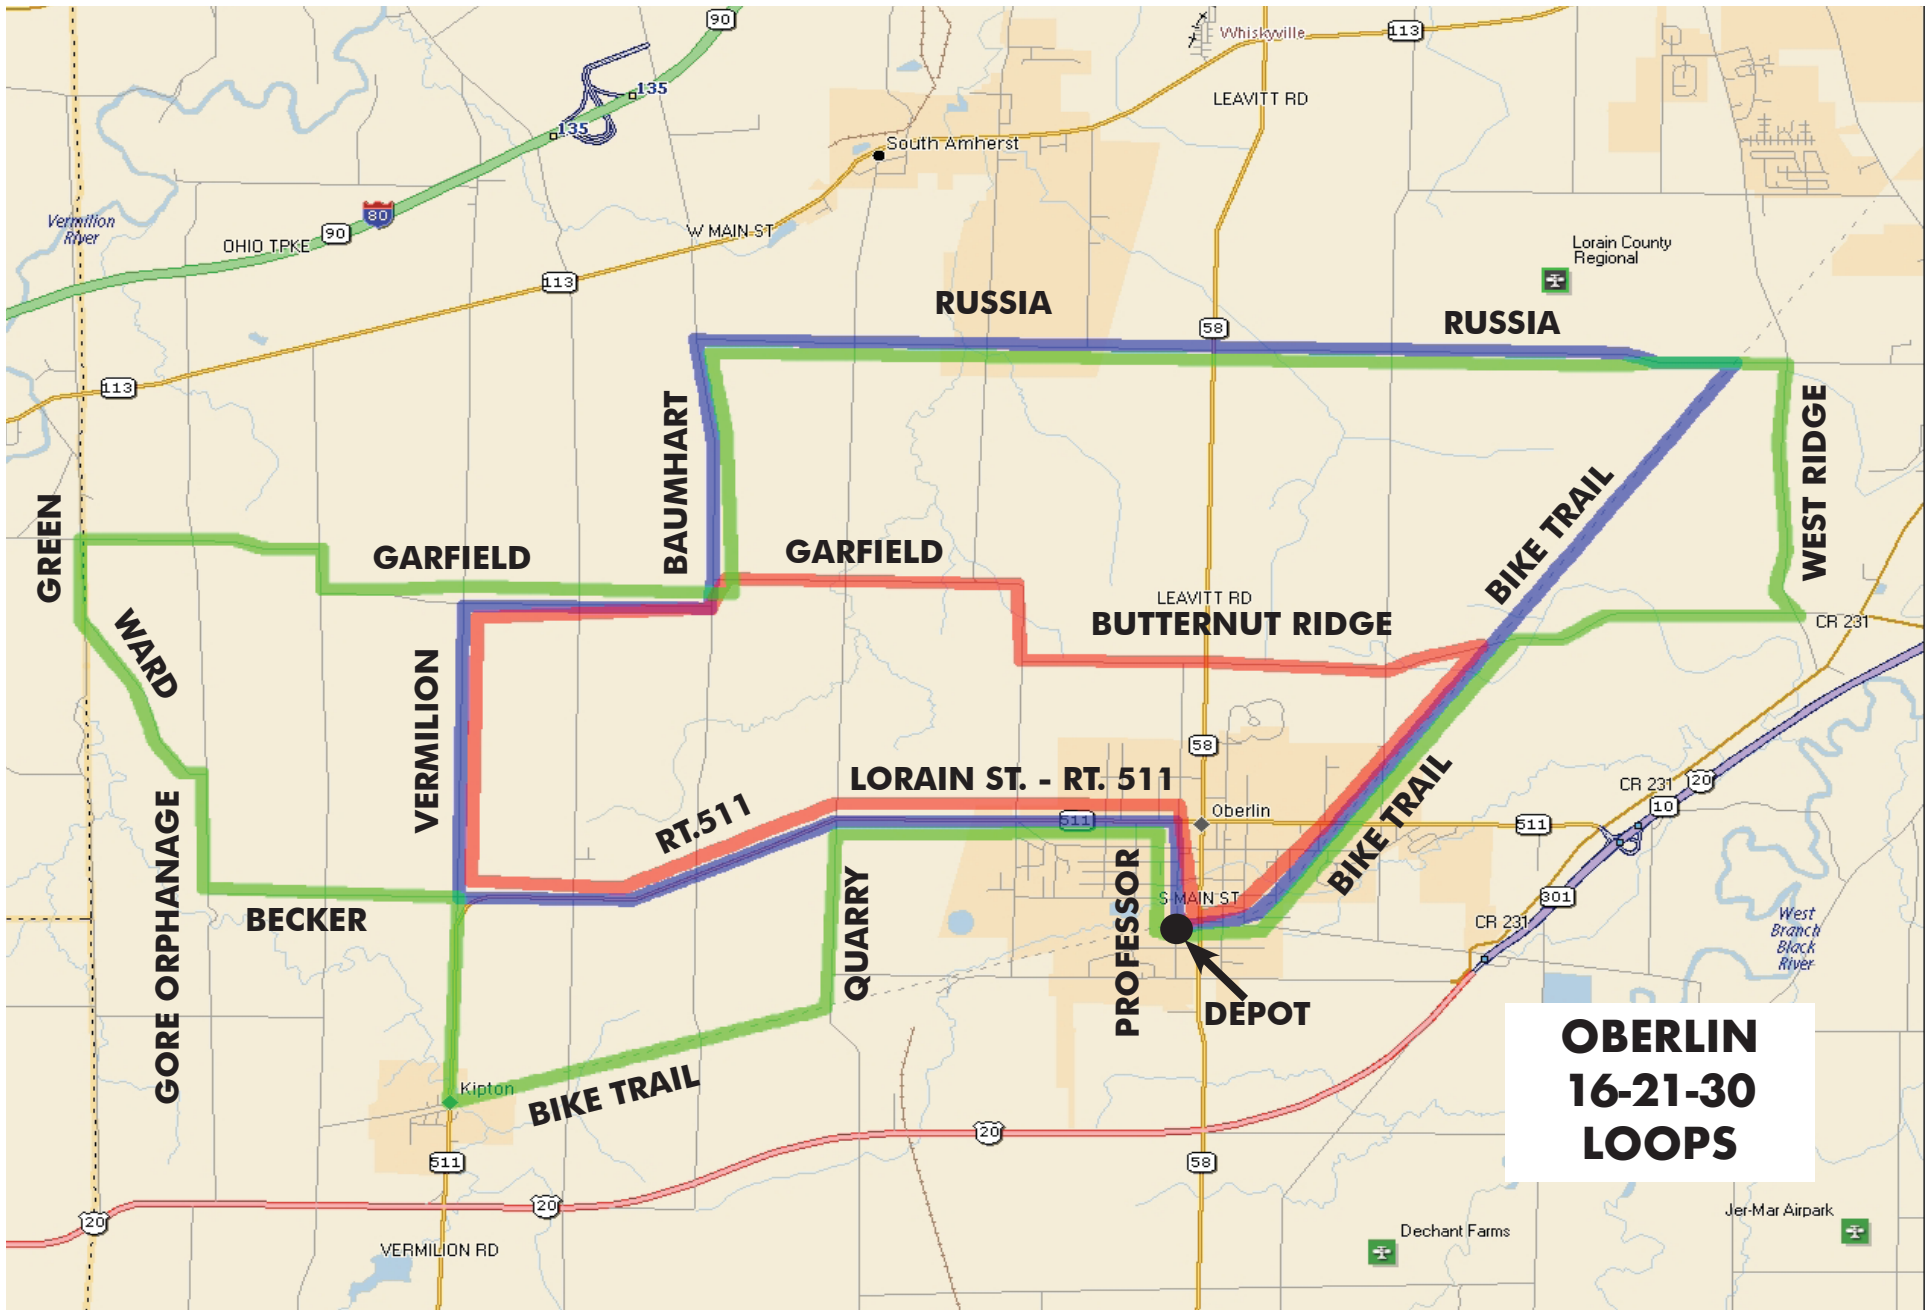 90
Whiskyville
113
135
135
LEAVITT RD
South Amherst
80
Vermilion
River
90
OHIO TPKE
W MAIN ST
113
Lorain County
Regional
RUSSIA
RUSSIA
58
113
BAUMHART
WEST RIDGE
GREEN
GARFIELD
GARFIELD
BIKE TRAIL
LEAVITT RD
BUTTERNUT RIDGE
CR 231
WARD
VERMILION
58
LORAIN ST. - RT. 511
RT.511
511
Oberlin
511
CR 231
20
10
GORE ORPHANAGE
BIKE TRAIL
PROFESSOR
S MAIN ST
QUARRY
BECKER
301
CR 231
West
Branch
Black
River
DEPOT
OBERLIN
16-21-30
LOOPS
Kipton
BIKE TRAIL
20
511
58
20
20
VERMILION RD
Dechant Farms
Jer-Mar Airpark